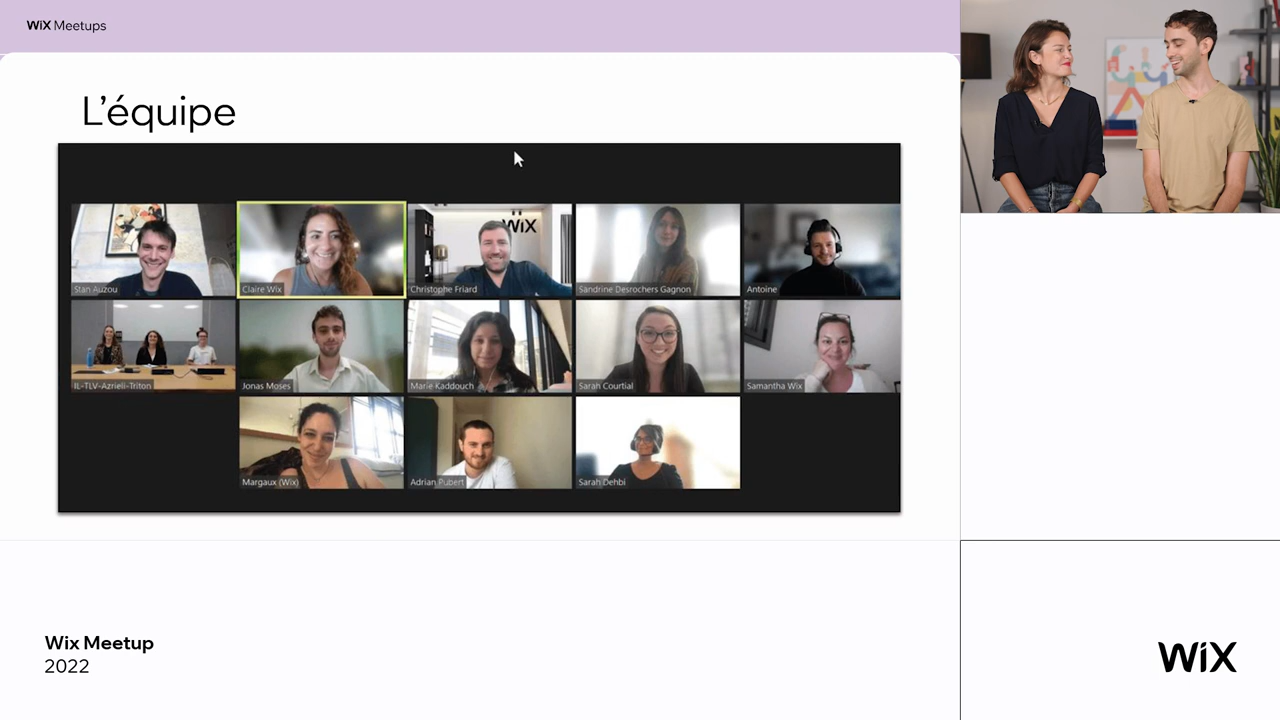 WiX Meetups
L’équipe
WiX
Stan Auzou
Claire Wix
Christophe Friard
Sandrine Desrochers Gagnon
Antoine
IL-TLV-Azrieli-Triton
Jonas Moses
Marie Kaddouch
Sarah Courtial
Samantha Wix
Margaux (Wix)
Adrian Pubert
Sarah Dehbi
Wix Meetup
2022
WiX